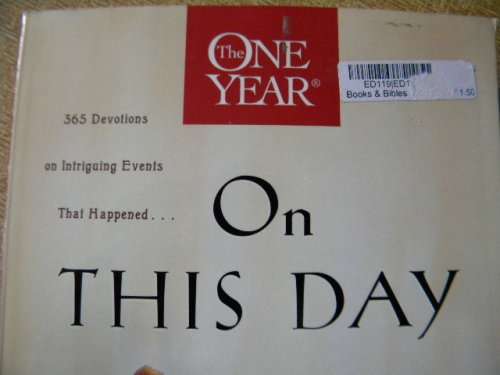 The ONE
YEAR®
ED119|ED1
Books & Bibles
1.50
365 Devotions
on Intriguing Events
That Happened . . .
On
THIS DAY